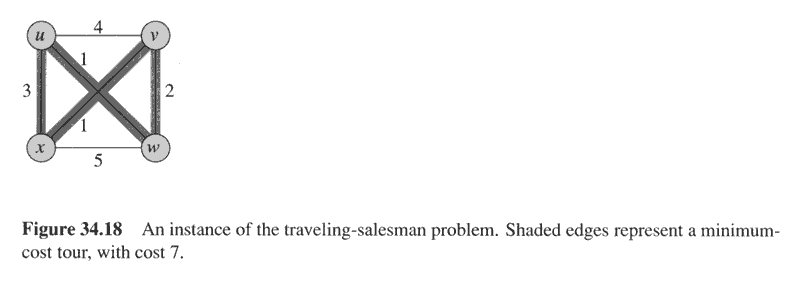 4
u
v
1
3
2
1
x
w
5
Figure 34.18 An instance of the traveling-salesman problem. Shaded edges represent a minimum-
cost tour, with cost 7.